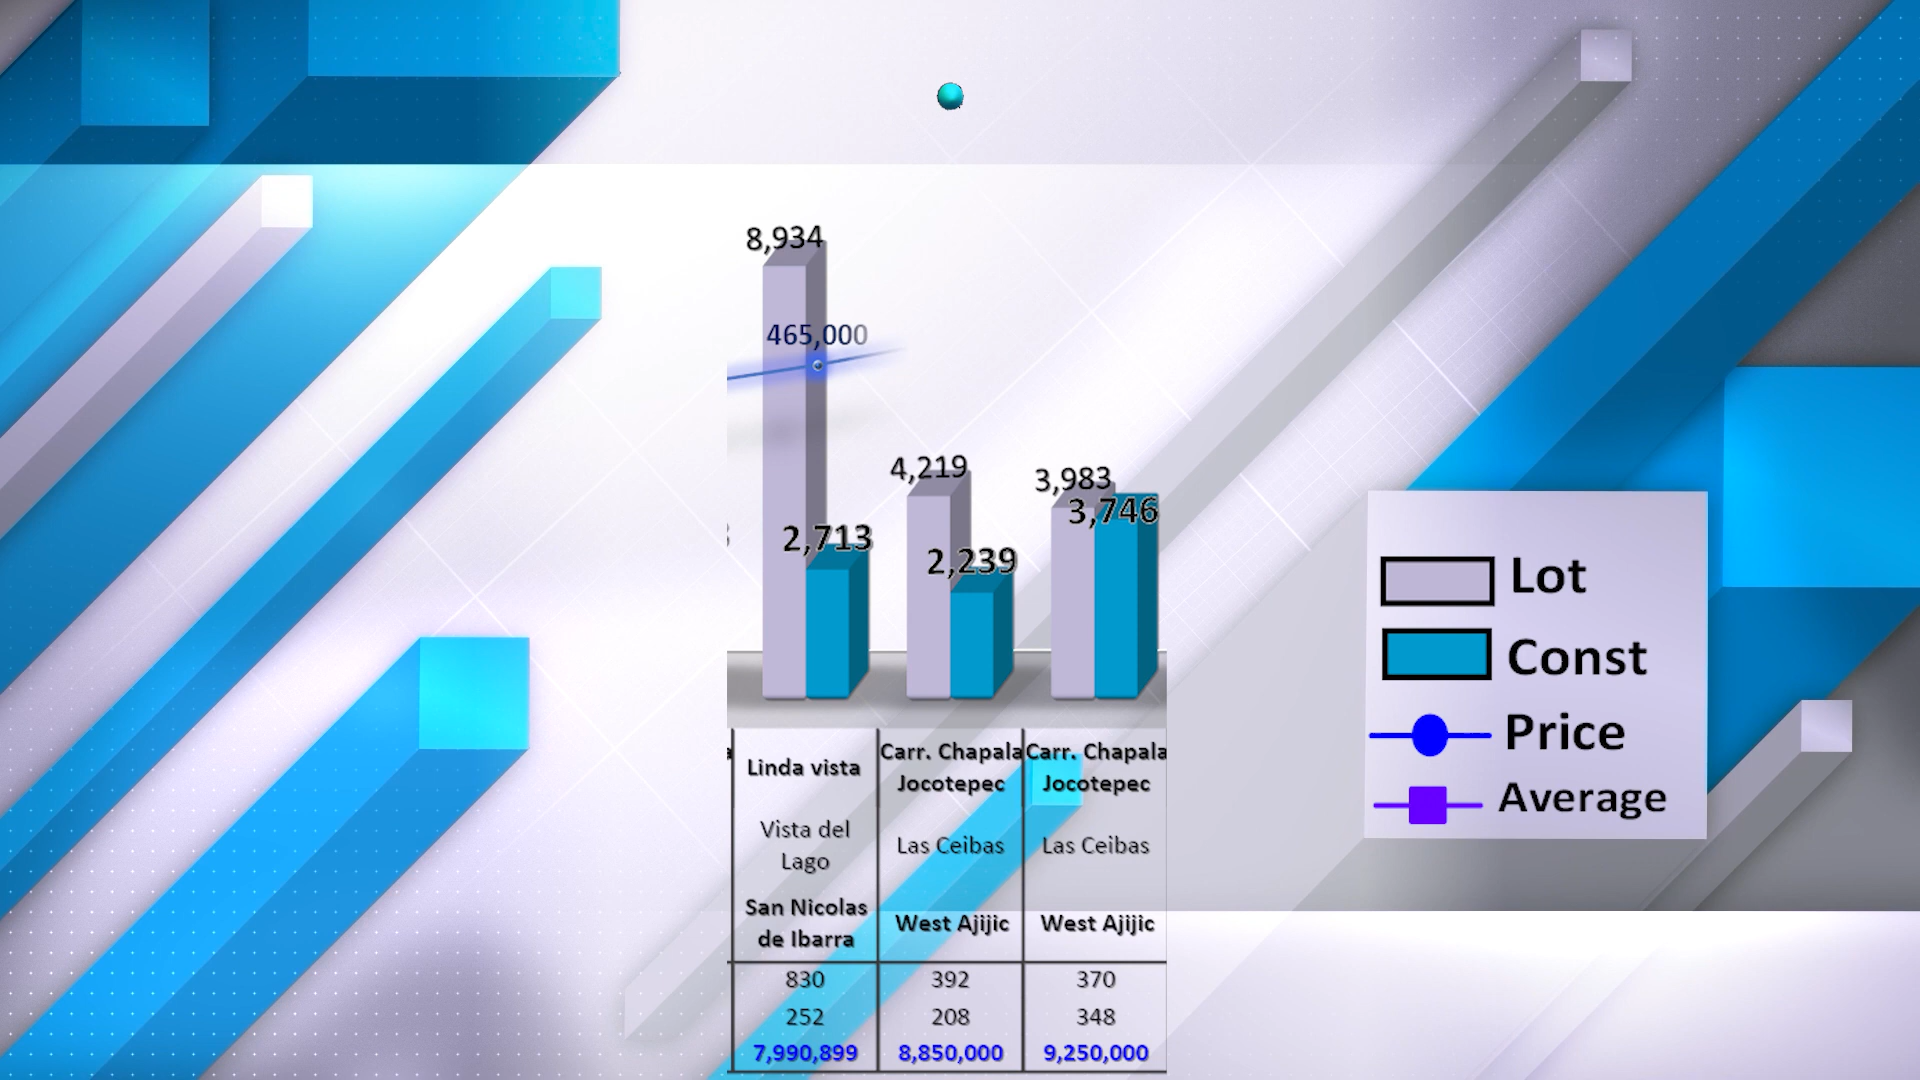 8,934
465,000
4,219
3,983
3,746
2,713
2,239
Lot
Const
Price
Average
Linda vista
Vista del
Lago
San Nicolas
de Ibarra
830
252
7,990,899
Carr. Chapala
Jocotepec
Las Ceibas
West Ajijic
392
208
8,850,000
Carr. Chapala
Jocotepec
Las Ceibas
West Ajijic
370
348
9,250,000